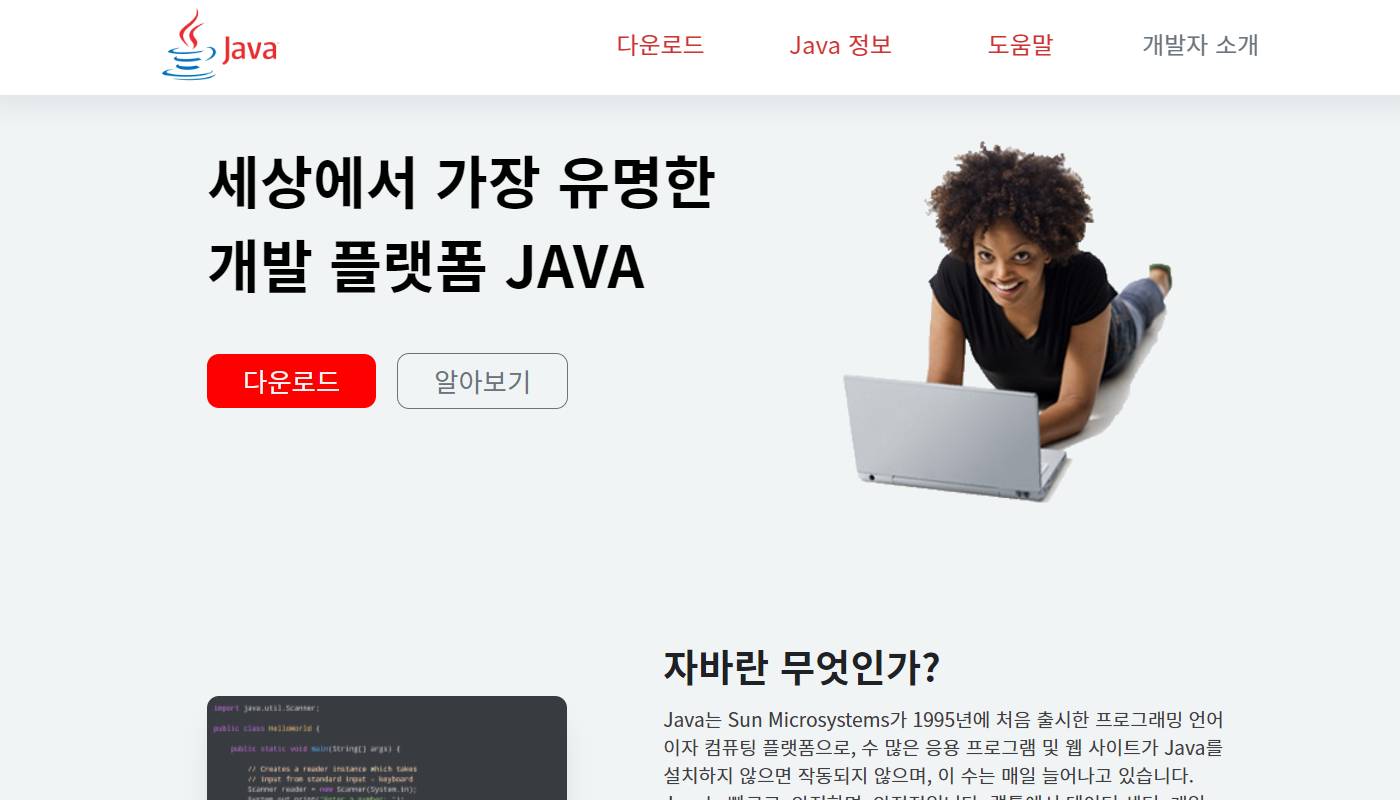 Java
다운로드
Java 정보
도움말
개발자 소개
세상에서 가장 유명한
개발 플랫폼 JAVA
다운로드
알아보기
자바란 무엇인가?
Java는 Sun Microsystems가 1995년에 처음 출시한 프로그래밍 언어
이자 컴퓨팅 플랫폼으로, 수 많은 응용 프로그램 및 웹 사이트가 Java를
설치하지 않으면 작동되지 않으며, 이 수는 매일 늘어나고 있습니다.
import java.util.Scanner;
public class HelloWorld {
public static void main(String[] args) {
// Creates a reader instance which takes
// input from standard input - keyboard
Scanner reader = new Scanner(System.in);